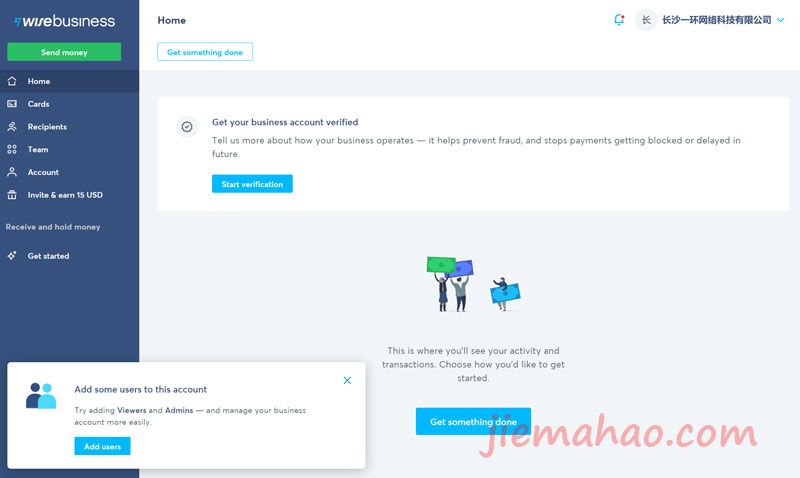 wise business
Home
长
长沙一环网络科技有限公司
Send money
Get something done
Home
Cards
Recipients
Team
Account
Invite & earn 15 USD
Receive and hold money
Get started
Get your business account verified
Tell us more about how your business operates — it helps prevent fraud, and stops payments getting blocked or delayed in
future.
Start verification
This is where you'll see your activity and
transactions. Choose how you'd like to get
started.
Get something done
jiemahao.com
Add some users to this account
Try adding Viewers and Admins — and manage your business
account more easily.
Add users